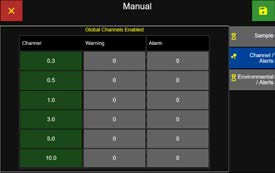 Manual
Global Channels Enabled
Channel Warning Alarm
0.3 0 0
0.5 0 0
1.0 0 0
3.0 0 0
5.0 0 0
10.0 0 0
Sample
Channel /
Alerts
Environmental
/ Alerts